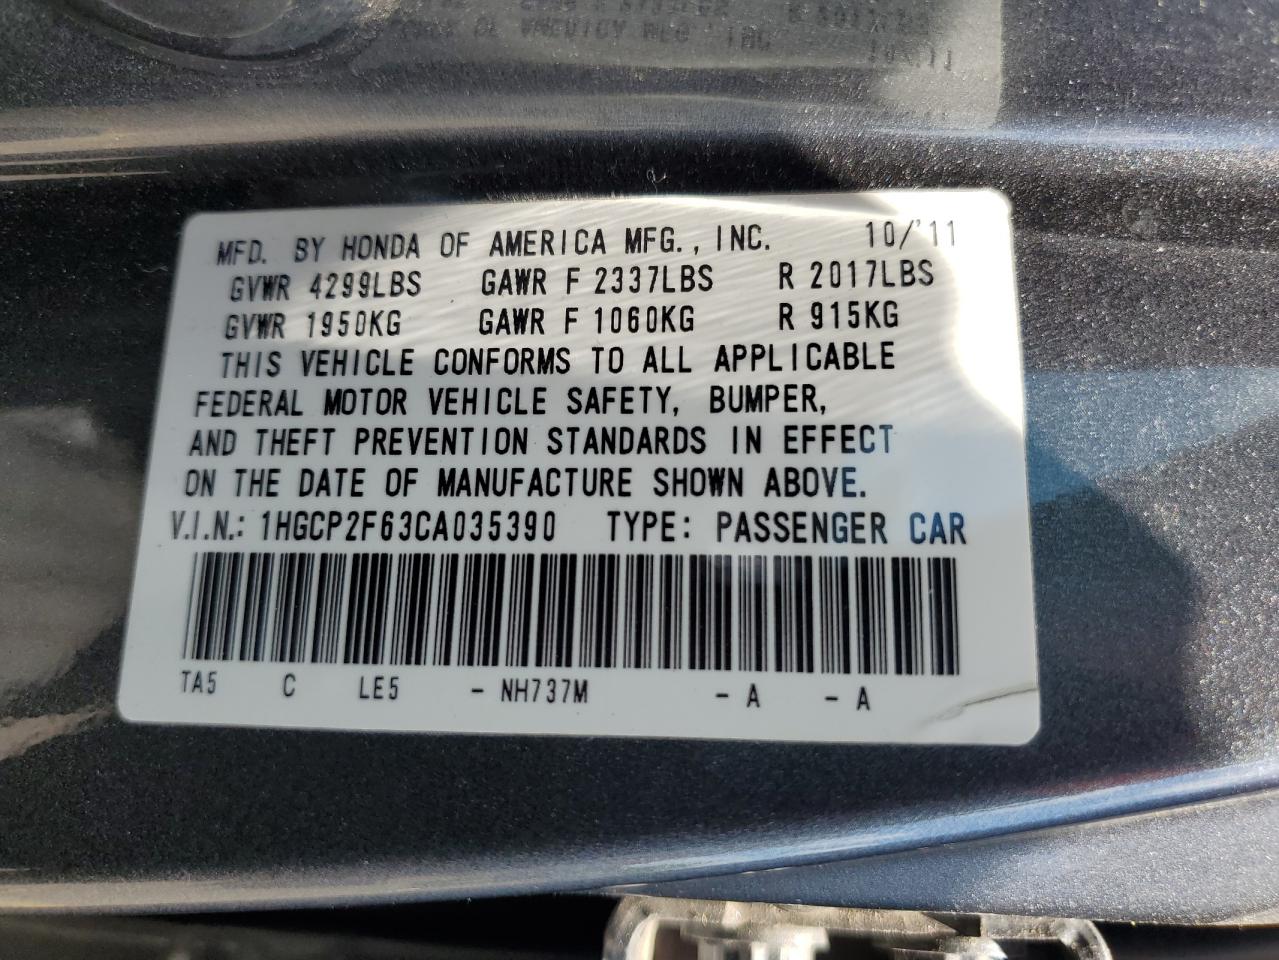 MFD. BY HONDA OF AMERICA MFG., INC. 10/'11
GVWR 4299LBS GAWR F 2337LBS R 2017LBS
GVWR 1950KG GAWR F 1060KG R 915KG
THIS VEHICLE CONFORMS TO ALL APPLICABLE
FEDERAL MOTOR VEHICLE SAFETY, BUMPER,
AND THEFT PREVENTION STANDARDS IN EFFECT
ON THE DATE OF MANUFACTURE SHOWN ABOVE.
V.I.N.: 1HGCP2F63CA035390 TYPE: PASSENGER CAR
TA5 C LE5 - NH737M - A - A